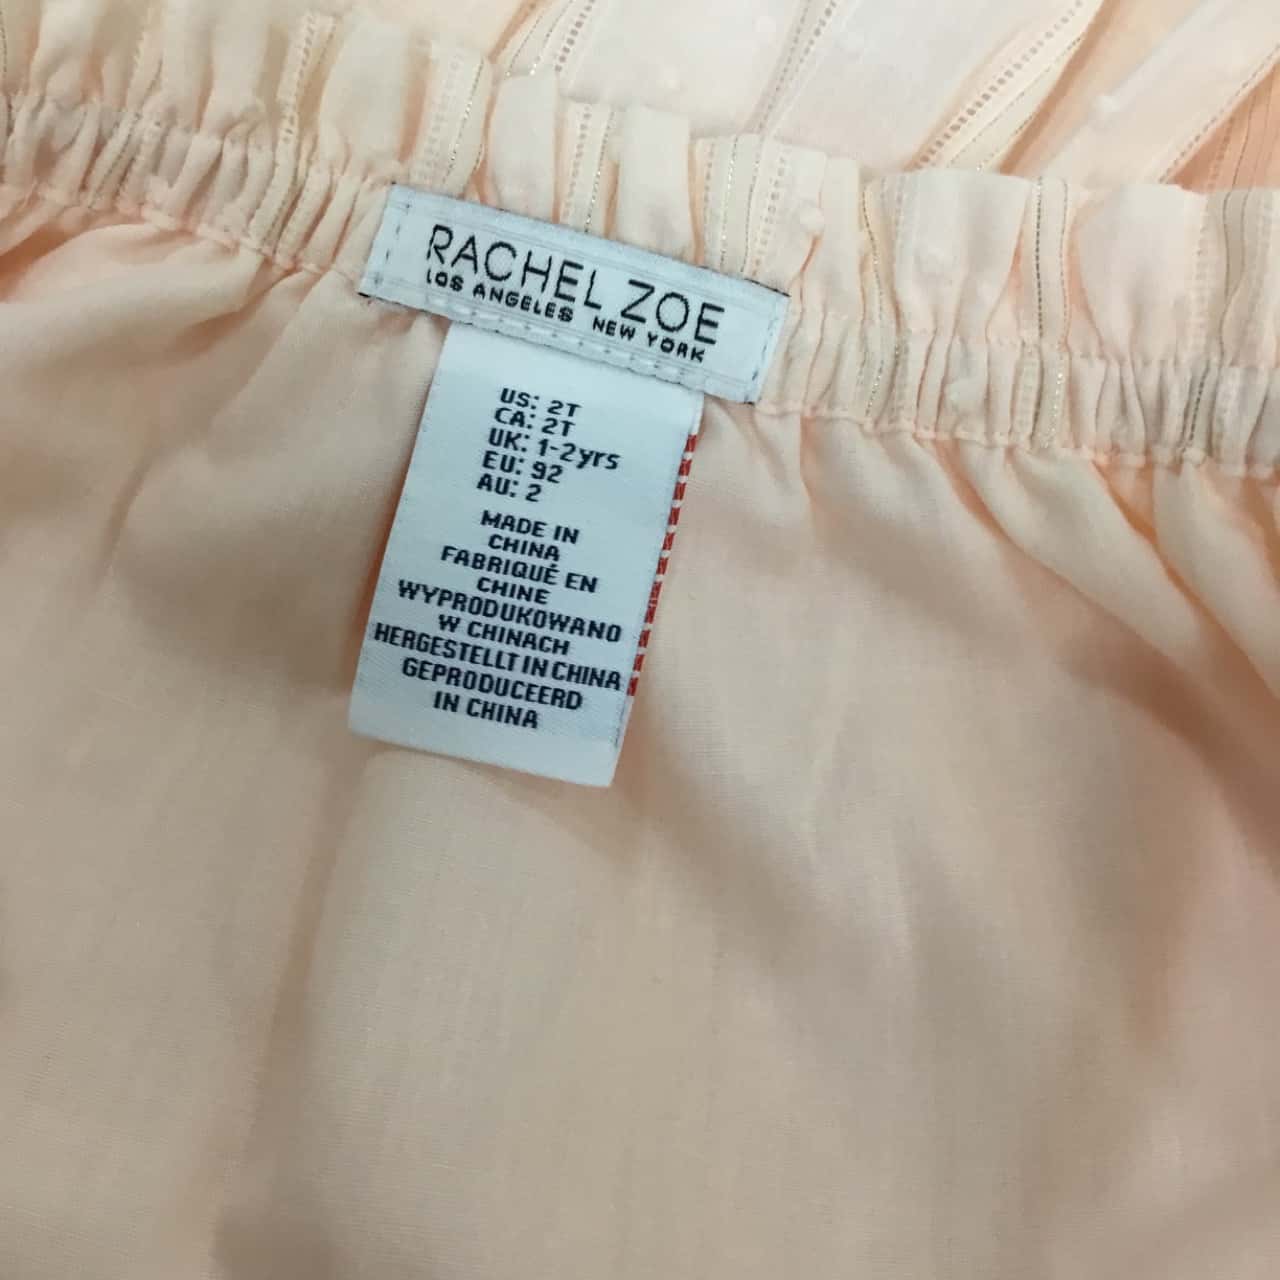 RACHEL ZOE
LOS ANGELES NEW YORK
US: 2T
CA: 2T
UK: 1-2yrs
EU: 92
AU: 2
MADE IN
CHINA
FABRIQUÉ EN
CHINE
WYPRODUKOWANO
W CHINACH
HERGESTELLT IN CHINA
GEPRODUCEERD
IN CHINA